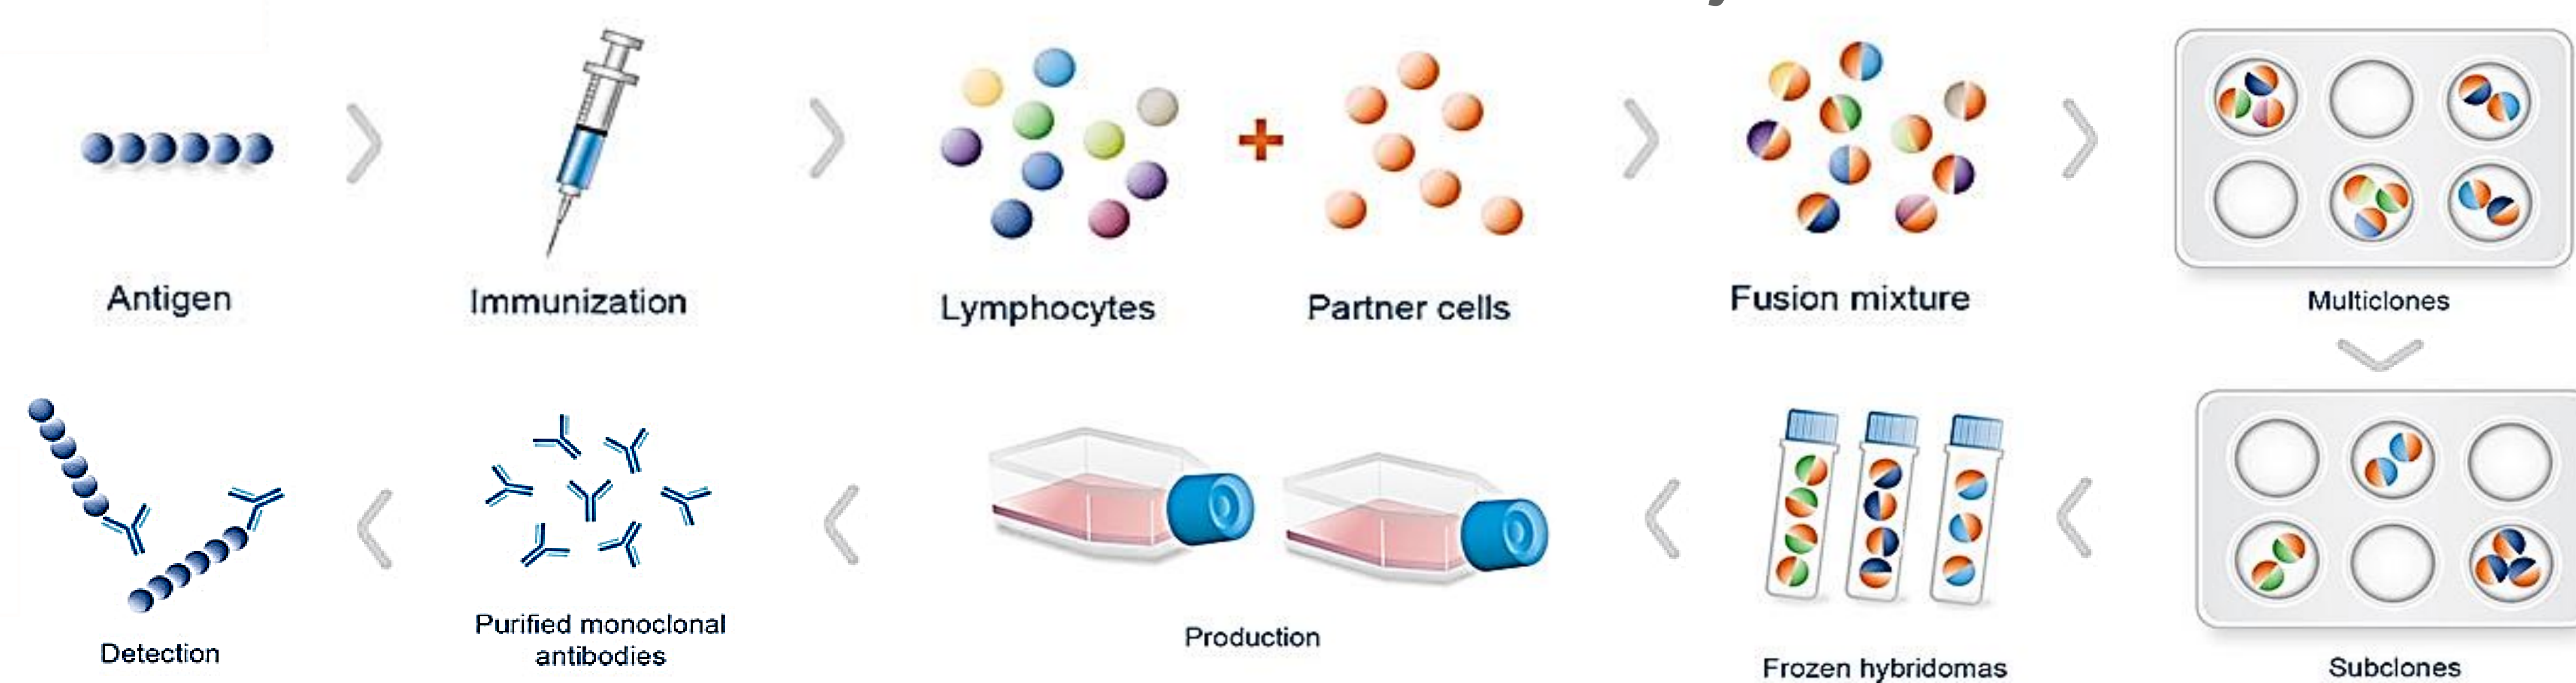 Antigen
Immunization
Lymphocytes
Partner cells
Fusion mixture
Multiclones
Detection
Purified monoclonal
antibodies
Production
Frozen hybridomas
Subclones